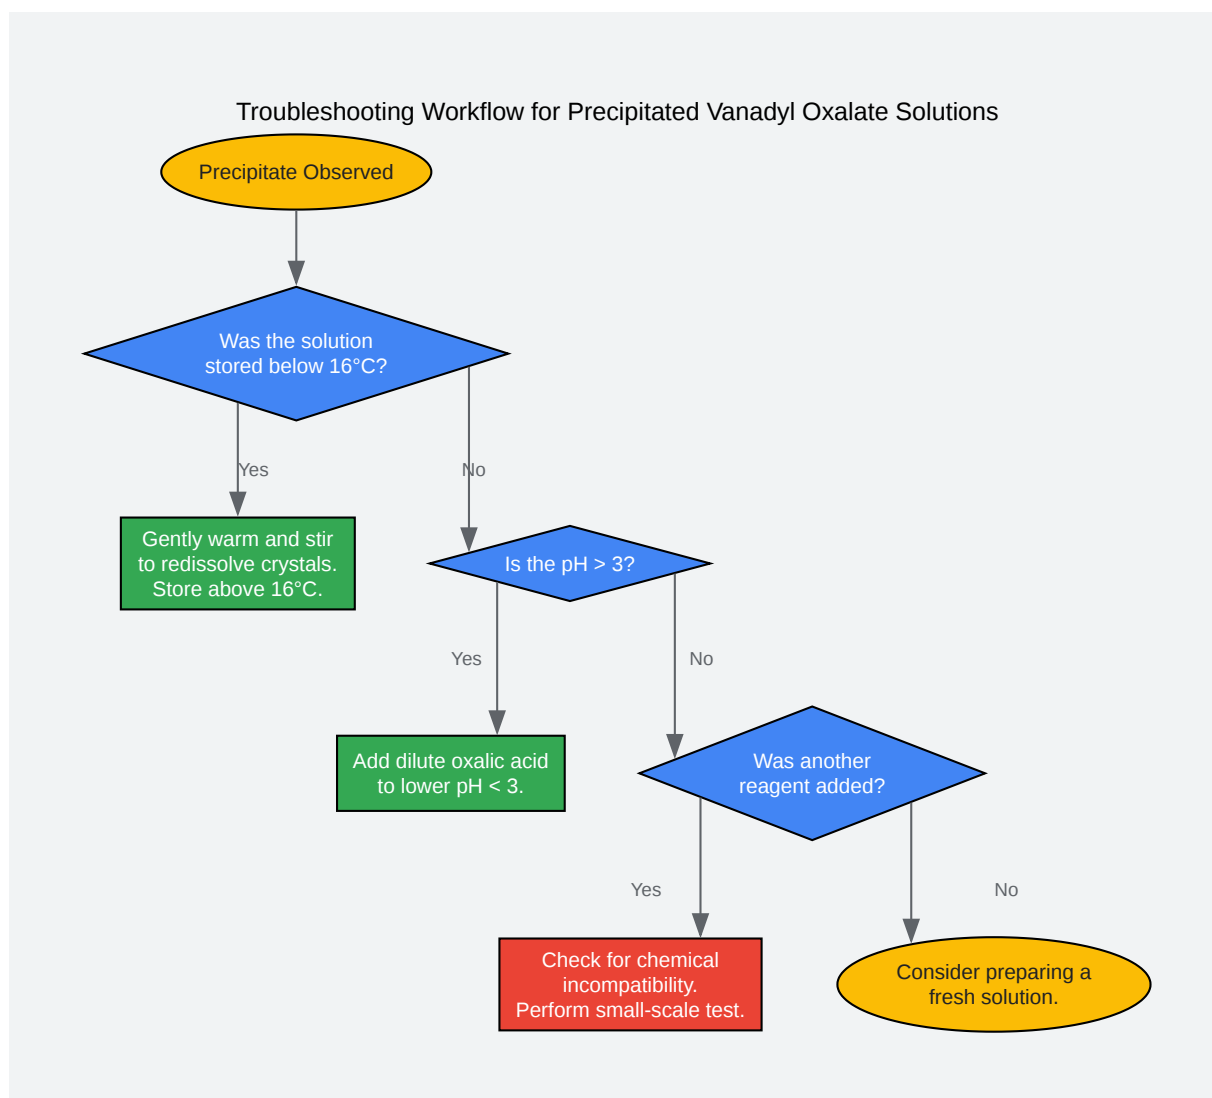 Troubleshooting Workflow for Precipitated Vanadyl Oxalate Solutions
Precipitate Observed
Was the solution
stored below 16°C?
Yes
No
Gently warm and stir
to redissolve crystals.
Store above 16°C.
Is the pH > 3?
Yes
No
Add dilute oxalic acid
to lower pH < 3.
Was another
reagent added?
Yes
No
Check for chemical
incompatibility.
Perform small-scale test.
Consider preparing a
fresh solution.